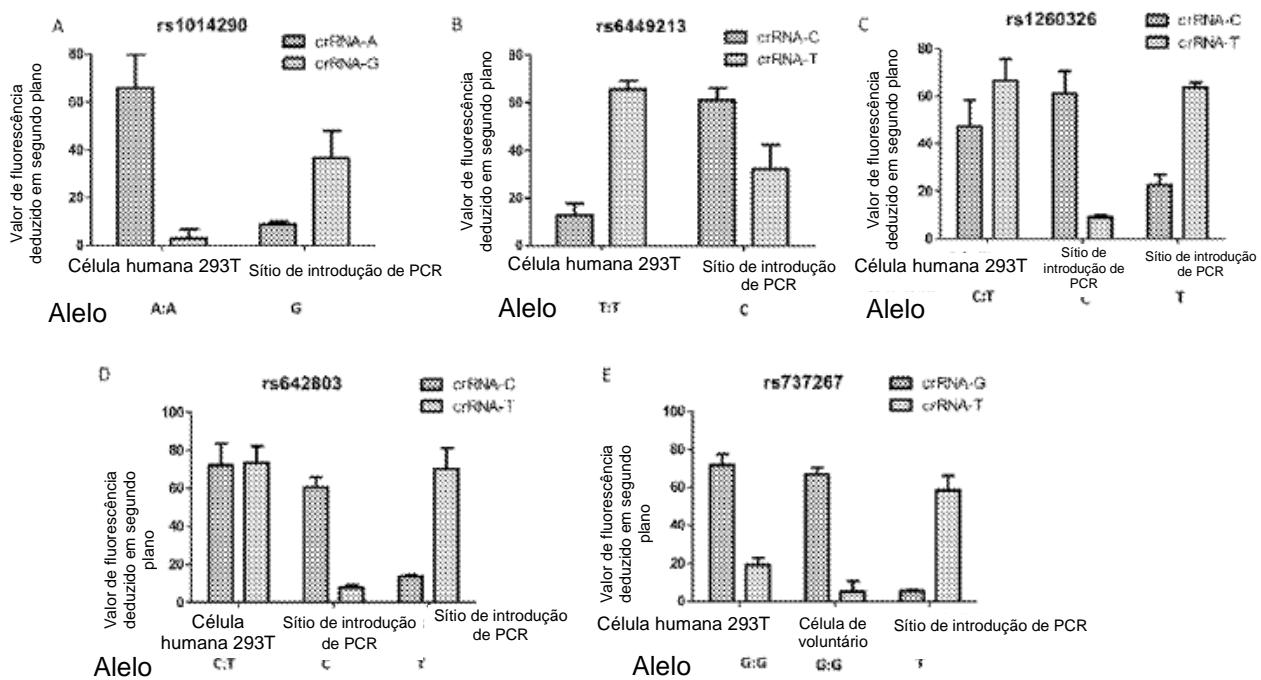 A
rs1014290
crRNA-A
crRNA-G
Valor de fluorescência
deduzido em segundo plano
80
60
40
20
0
Célula humana 293T
Sítio de introdução de PCR
Alelo
A:A
G
B
rs6449213
crRNA-C
crRNA-T
Valor de fluorescência
deduzido em segundo plano
80
60
40
20
0
Célula humana 293T
Sítio de introdução
de PCR
Alelo
T:T
C
C
rs1260326
crRNA-C
crRNA-T
Valor de fluorescência
deduzido em segundo plano
80
60
40
20
0
Célula humana 293T
Sítio de
introdução de
PCR
Sítio de introdução
de PCR
Alelo
C:T
T
D
rs642803
crRNA-C
crRNA-T
Valor de fluorescência
deduzido em segundo
plano
100
80
60
40
20
0
Célula
humana 293T
Sítio de introdução
de PCR
Sítio de introdução
de PCR
Alelo
C:T
C
E
rs737267
crRNA-G
crRNA-T
Valor de fluorescência
deduzido em segundo
plano
100
80
60
40
20
0
Célula humana 293T
Célula de
voluntário
Sítio de introdução de PCR
Alelo
G:G
G:G
T